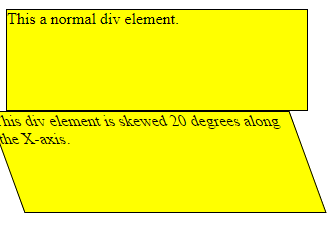 This a normal div element.
his div element is skewed 20 degrees along
the X-axis.